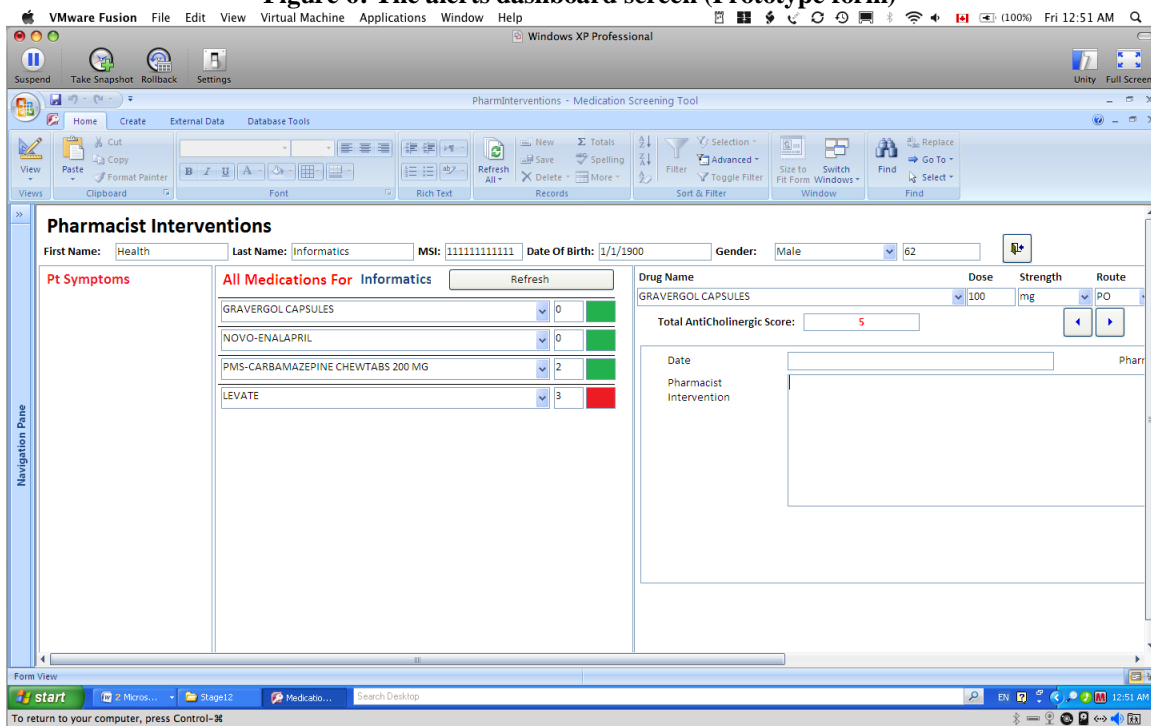 Figure 6: The alerts dashboard screen (Prototype form)
VMware Fusion File Edit View Virtual Machine Applications Window Help (100%) Fri 12:51 AM
Windows XP Professional
Suspend Take Snapshot Rollback Settings Unity Full Screen
PharmInterventions - Medication Screening Tool
Home Create External Data Database Tools
View Paste Cut Copy Format Painter
B I U A ab
Refresh All New Save Delete Totals Spelling More
Filter Selection Advanced Toggle Filter
Size to Fit Form Switch Windows
Find Replace Go To Select
Views Clipboard Font Rich Text Records Sort & Filter Window Find
Pharmacist Interventions
First Name: Health Last Name: Informatics MSI: 111111111111 Date Of Birth: 1/1/1900 Gender: Male 62
Pt Symptoms
All Medications For Informatics Refresh
GRAVERGOL CAPSULES 0
NOVO-ENALAPRIL 0
PMS-CARBAMAZEPINE CHEWTABS 200 MG 2
LEVATE 3
Drug Name Dose Strength Route
GRAVERGOL CAPSULES 100 mg PO
Total AntiCholinergic Score: 5
Date Pharr
Pharmacist
Intervention
Navigation Pane
Form View
start 2 Micros... Stage12 Medicatio... Search Desktop EN 12:51 AM
To return to your computer, press Control-⌘